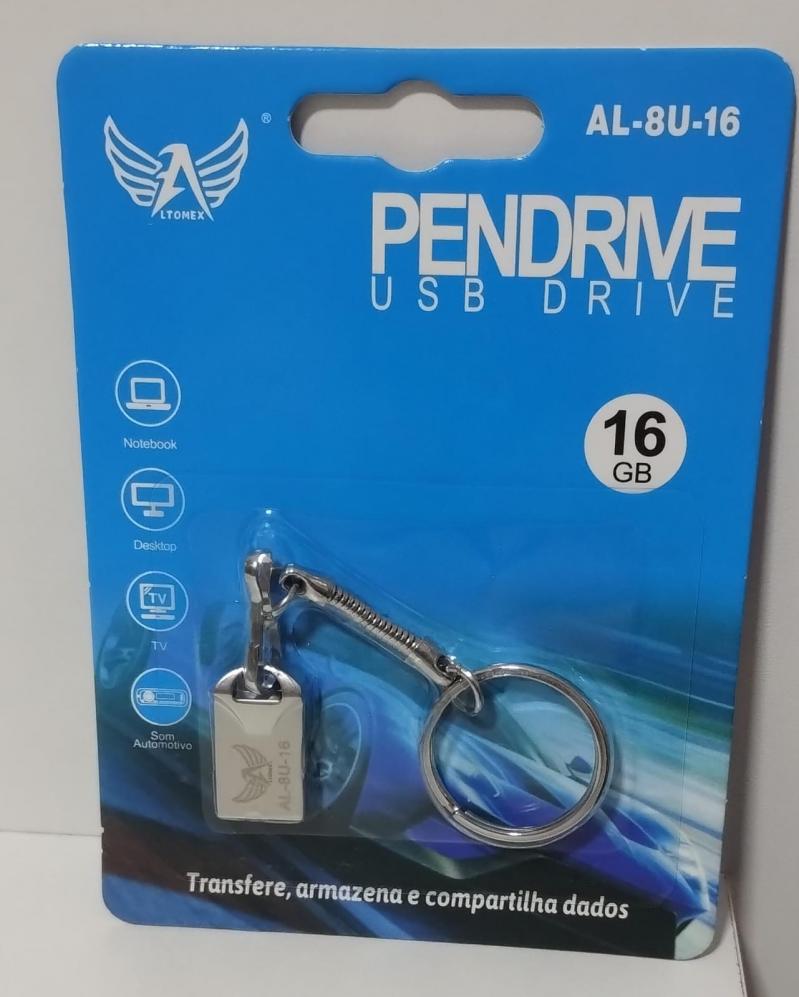 ®
LTOMEX
AL-8U-16
PENDRIVE
USB DRIVE
Notebook
16
GB
Desktop
TV
TV
Som
Automotivo
AL-8U-16
Transfere, armazena e compartilha dados